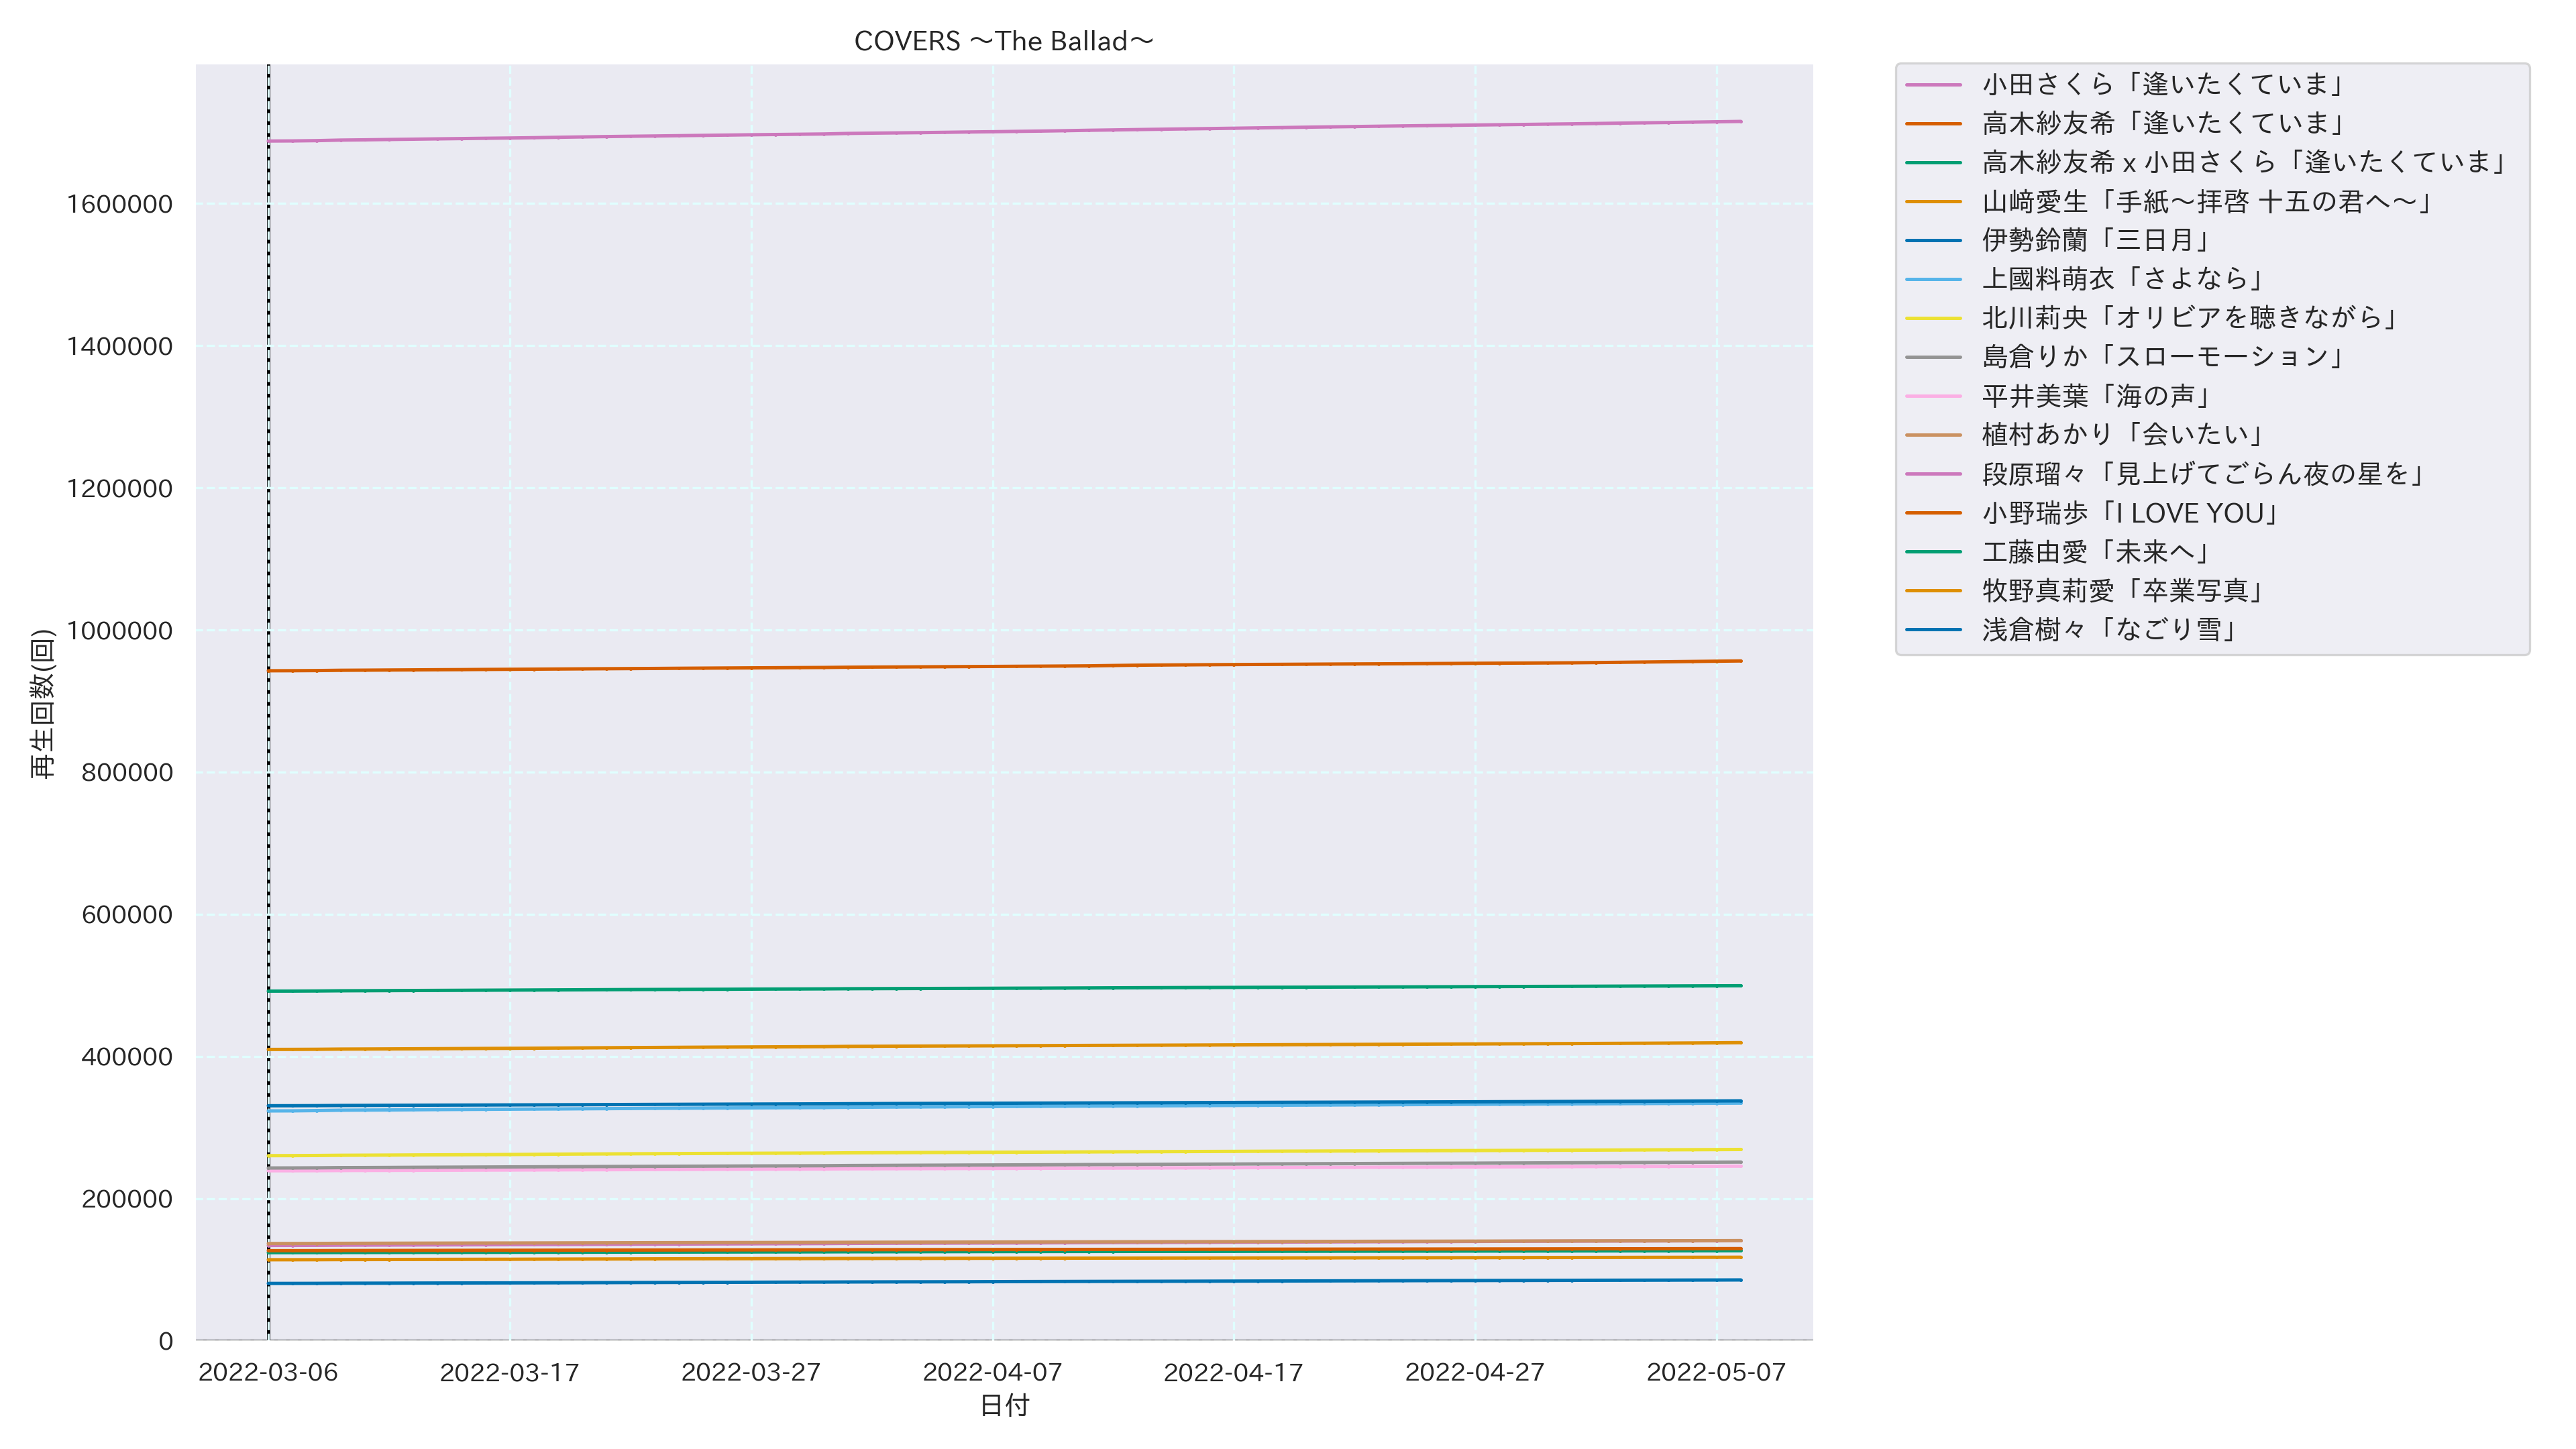 COVERS ～The Ballad～
再生回数(回)
1600000
1400000
1200000
1000000
800000
600000
400000
200000
0
2022-03-06
2022-03-17
2022-03-27
2022-04-07
2022-04-17
2022-04-27
2022-05-07
日付
小田さくら「逢いたくていま」
高木紗友希「逢いたくていま」
高木紗友希 x 小田さくら「逢いたくていま」
山﨑愛生「手紙～拝啓 十五の君へ～」
伊勢鈴蘭「三日月」
上國料萌衣「さよなら」
北川莉央「オリビアを聴きながら」
島倉りか「スローモーション」
平井美葉「海の声」
植村あかり「会いたい」
段原瑠々「見上げてごらん夜の星を」
小野瑞歩「I LOVE YOU」
工藤由愛「未来へ」
牧野真莉愛「卒業写真」
浅倉樹々「なごり雪」